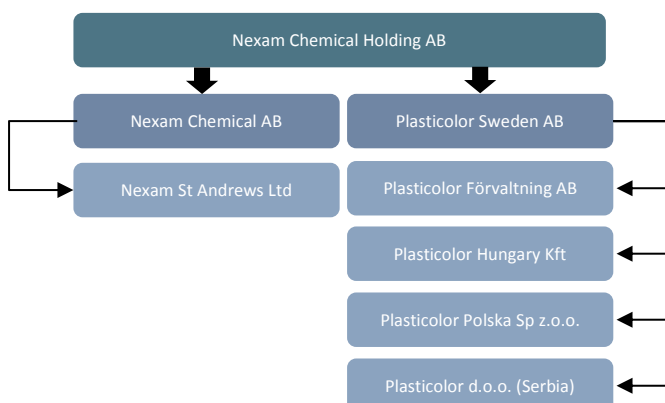 Nexam Chemical Holding AB
Nexam Chemical AB
Plasticolor Sweden AB
Nexam St Andrews Ltd
Plasticolor Förvaltning AB
Plasticolor Hungary Kft
Plasticolor Polska Sp z.o.o.
Plasticolor d.o.o. (Serbia)